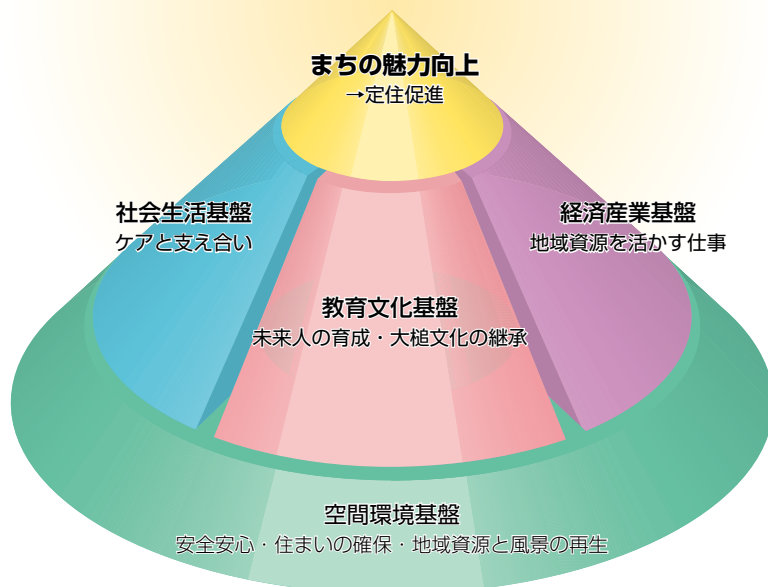 まちの魅力向上
→定住促進
社会生活基盤
ケアと支え合い
経済産業基盤
地域資源を活かす仕事
教育文化基盤
未来人の育成・大槌文化の継承
空間環境基盤
安全安心・住まいの確保・地域資源と風景の再生